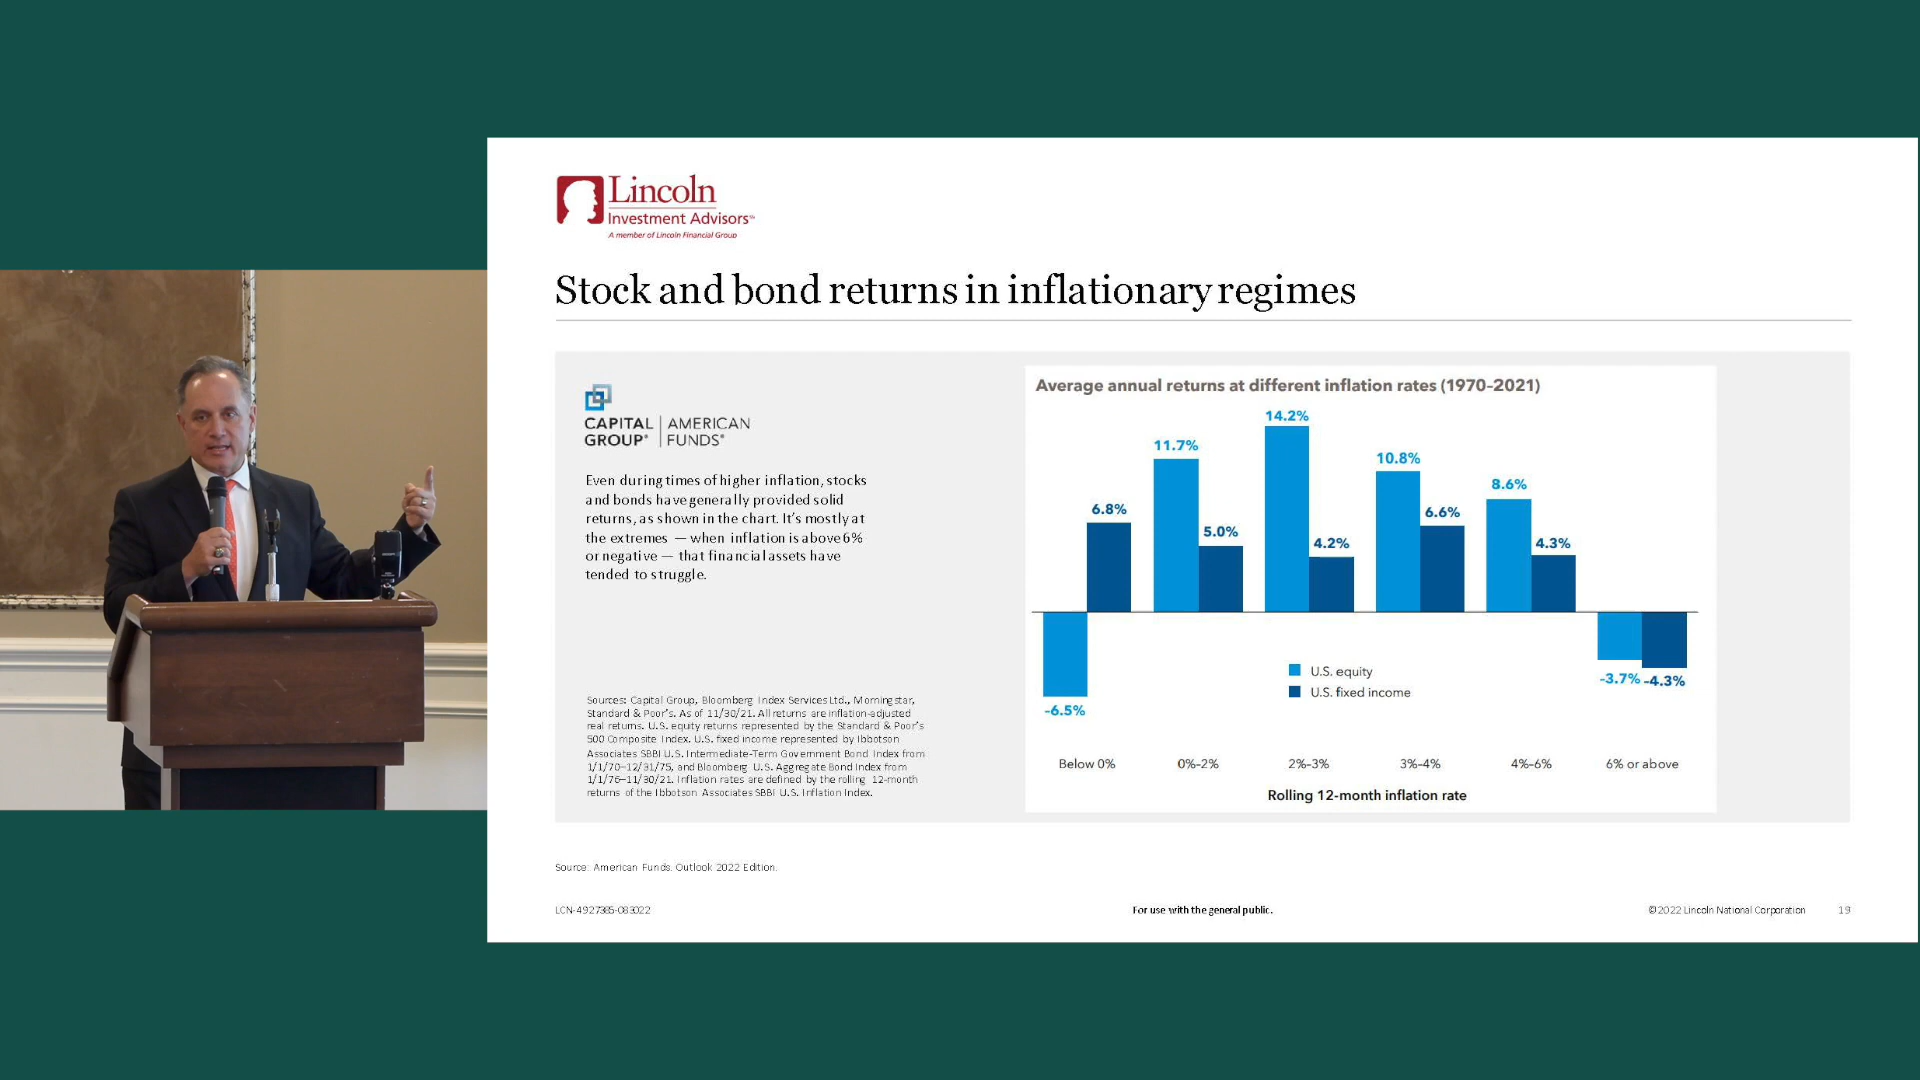 Lincoln
Investment Advisors℠
A member of Lincoln Financial Group
Stock and bond returns in inflationary regimes
CAPITAL GROUP® | AMERICAN FUNDS®
Even during times of higher inflation, stocks
and bonds have generally provided solid
returns, as shown in the chart. It's mostly at
the extremes — when inflation is above 6%
or negative — that financial assets have
tended to struggle.
Sources: Capital Group, Bloomberg Index Services Ltd., Morningstar,
Standard & Poor's. As of 11/30/21. All returns are inflation-adjusted
real returns. U.S. equity returns represented by the Standard & Poor's
500 Composite Index. U.S. fixed income represented by Ibbotson
Associates SBBI U.S. Intermediate-Term Government Bond Index from
1/1/70–12/31/75, and Bloomberg U.S. Aggregate Bond Index from
1/1/76–11/30/21. Inflation rates are defined by the rolling 12-month
returns of the Ibbotson Associates SBBI U.S. Inflation Index.
Average annual returns at different inflation rates (1970–2021)
14.2%
11.7%
10.8%
8.6%
6.8%
6.6%
5.0%
4.2%
4.3%
U.S. equity
U.S. fixed income
-3.7% -4.3%
-6.5%
Below 0% 0%–2% 2%–3% 3%–4% 4%–6% 6% or above
Rolling 12-month inflation rate
Source: American Funds. Outlook 2022 Edition.
LCN-4927385-083022 For use with the general public. ©2022 Lincoln National Corporation 19